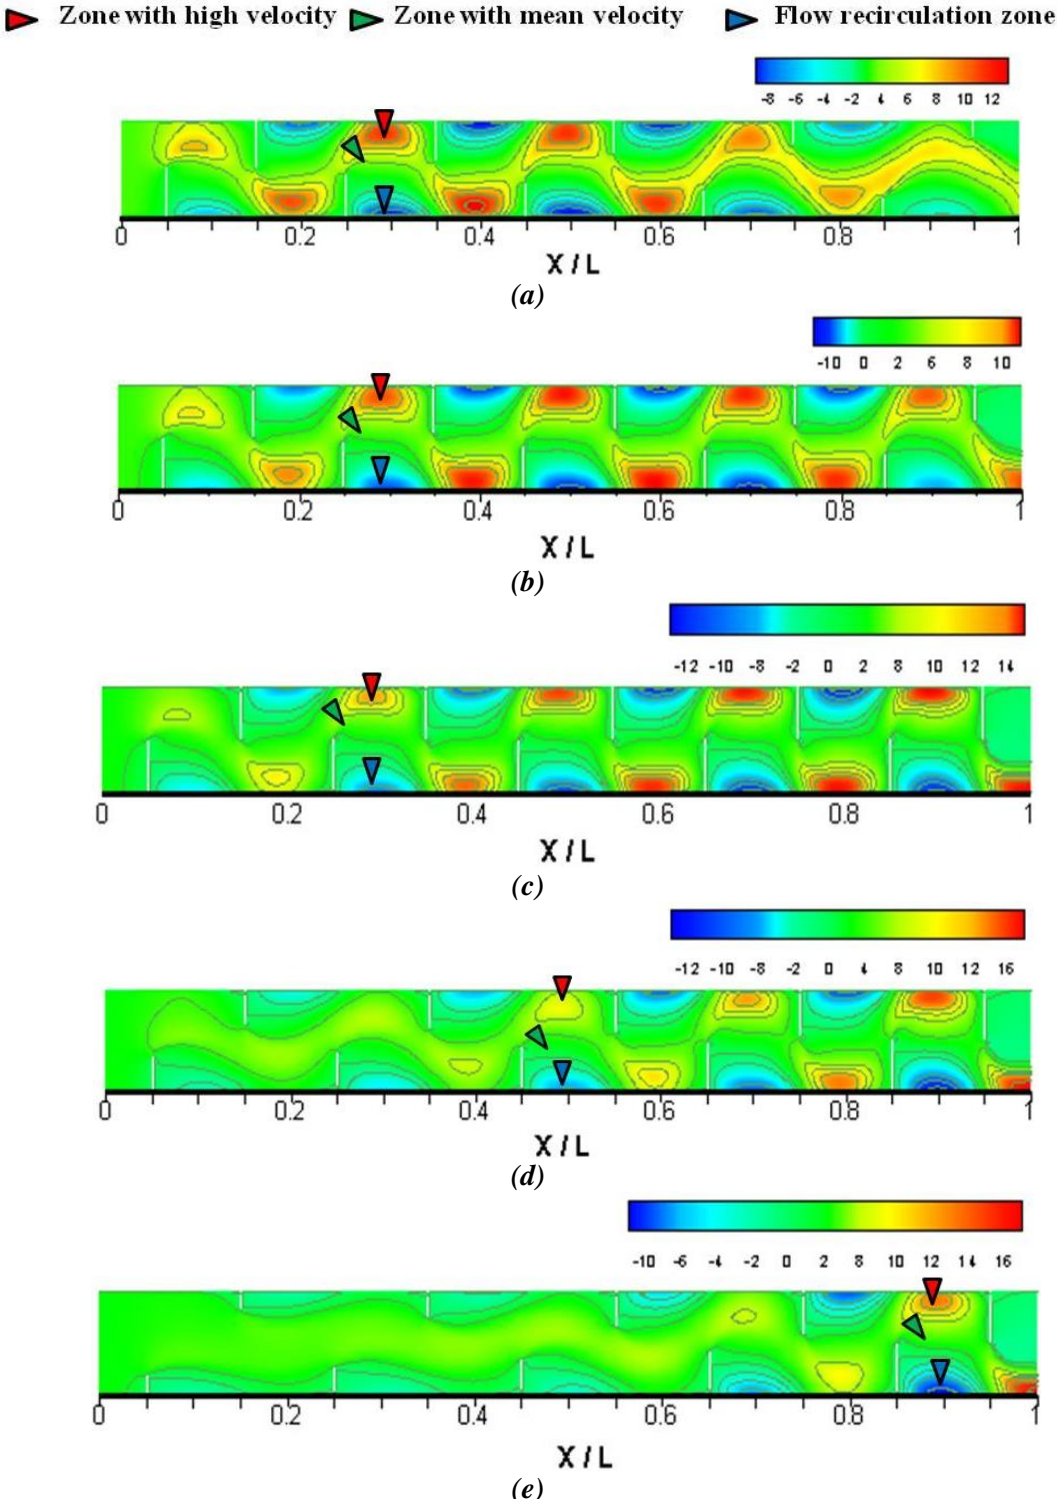 Zone with high velocity Zone with mean velocity Flow recirculation zone
-8 -6 -4 -2 4 6 8 10 12
0 0.2 0.4 0.6 0.8 1
X / L
(a)
-10 0 2 6 8 10
0 0.2 0.4 0.6 0.8 1
X / L
(b)
-12 -10 -8 -2 0 2 8 10 12 14
0 0.2 0.4 0.6 0.8 1
X / L
(c)
-12 -10 -8 -2 0 4 8 10 12 16
0 0.2 0.4 0.6 0.8 1
X / L
(d)
-10 -6 -4 -2 0 2 8 10 12 14 16
0 0.2 0.4 0.6 0.8 1
X / L
(e)